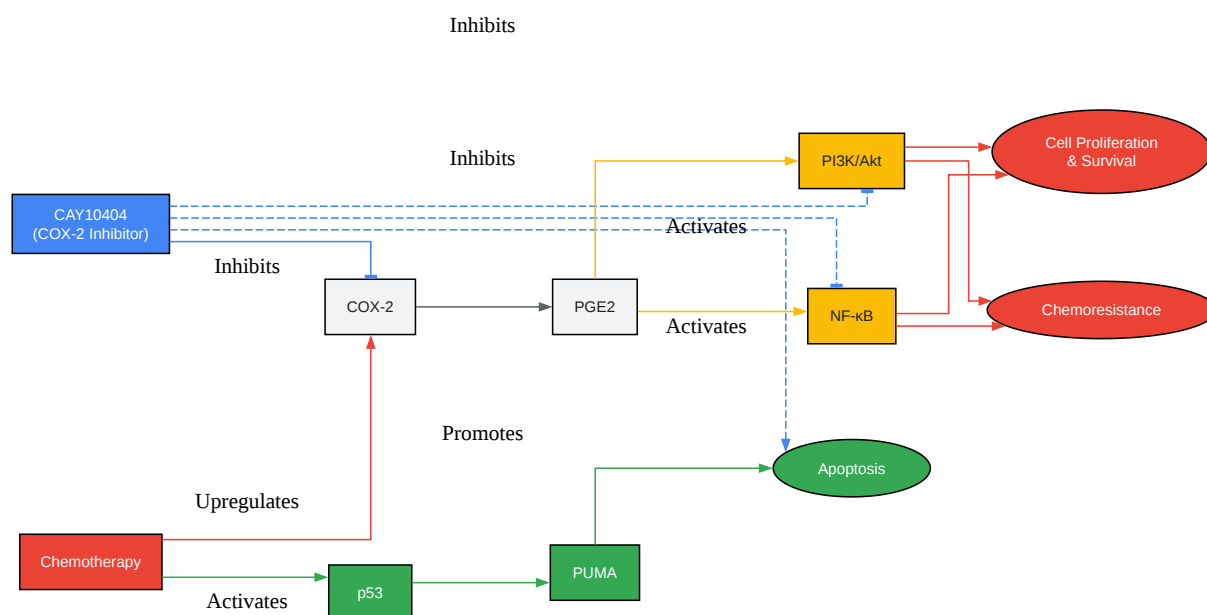 Inhibits
Inhibits
PI3K/Akt
Cell Proliferation
& Survival
CAY10404
(COX-2 Inhibitor)
Activates
Inhibits
COX-2
PGE2
NF-κB
Chemoresistance
Activates
Promotes
Apoptosis
Upregulates
Chemotherapy
PUMA
p53
Activates